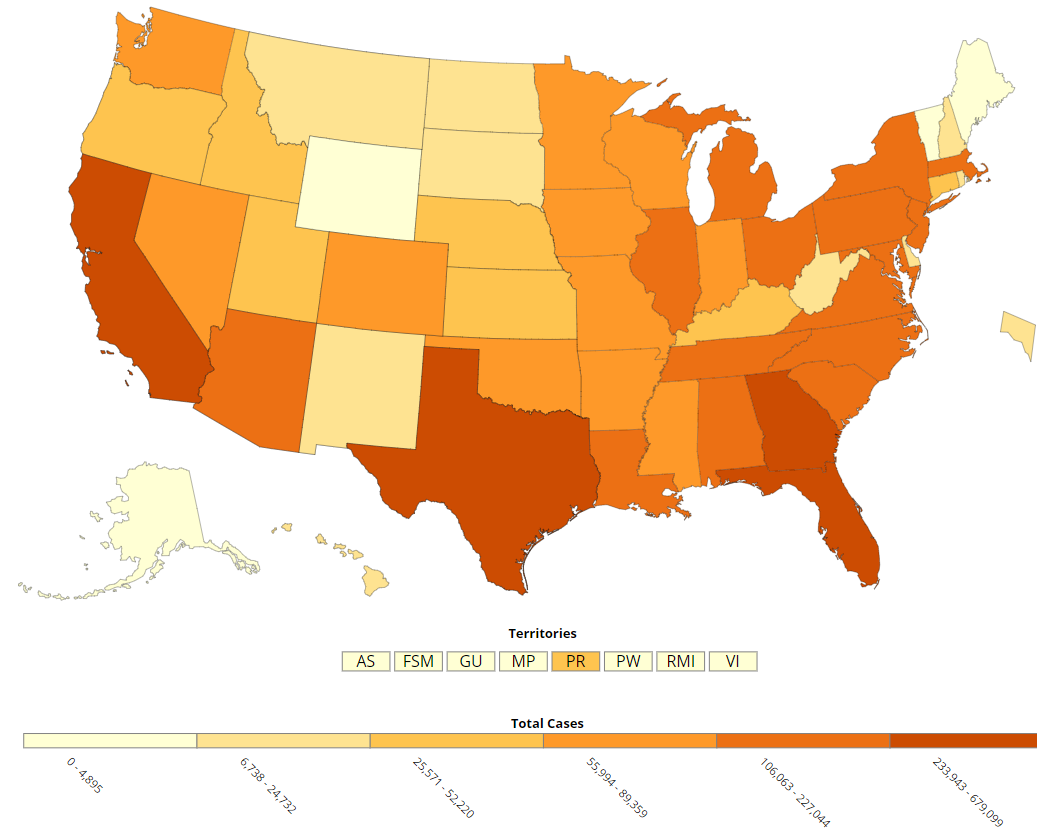 Territories
AS FSM GU MP PR PW RMI VI
Total Cases
0 - 4,895
6,738 - 24,732
25,571 - 52,220
55,994 - 89,359
106,063 - 227,044
233,943 - 679,099